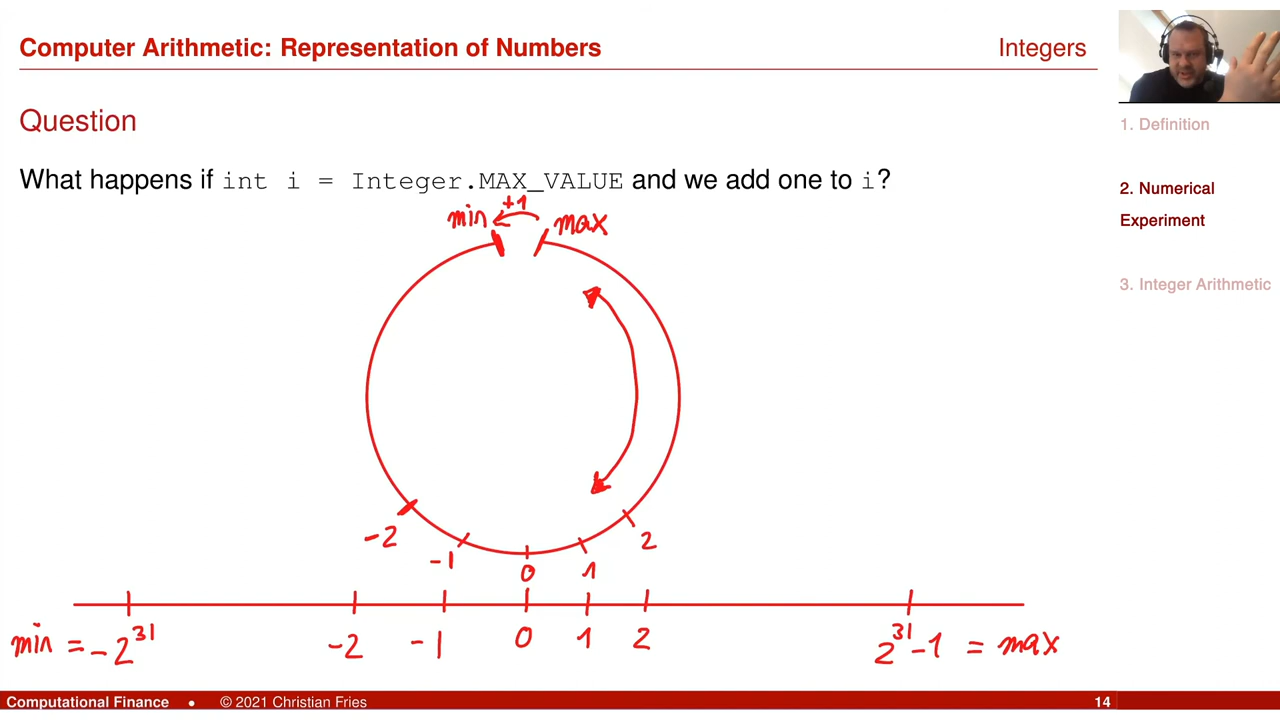 Computer Arithmetic: Representation of Numbers
Integers
Question
What happens if int i = Integer.MAX_VALUE and we add one to i?
+1
min
max
-2
-1
0
1
2
min = -2^31
-2
-1
0
1
2
2^31-1 = max
1. Definition
2. Numerical
Experiment
3. Integer Arithmetic
Computational Finance • © 2021 Christian Fries
14